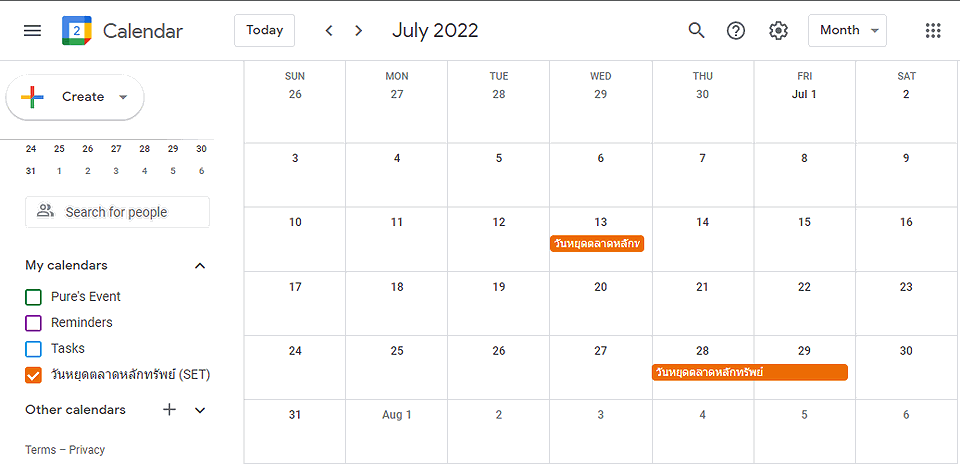 2 Calendar Today July 2022 Month
Create
24 25 26 27 28 29 30
31 1 2 3 4 5 6
Search for people
My calendars
Pure's Event
Reminders
Tasks
วันหยุดตลาดหลักทรัพย์ (SET)
Other calendars
Terms – Privacy
SUN MON TUE WED THU FRI SAT
26 27 28 29 30 Jul 1 2
3 4 5 6 7 8 9
10 11 12 13 14 15 16
วันหยุดตลาดหลักท
17 18 19 20 21 22 23
24 25 26 27 28 29 30
วันหยุดตลาดหลักทรัพย์
31 Aug 1 2 3 4 5 6